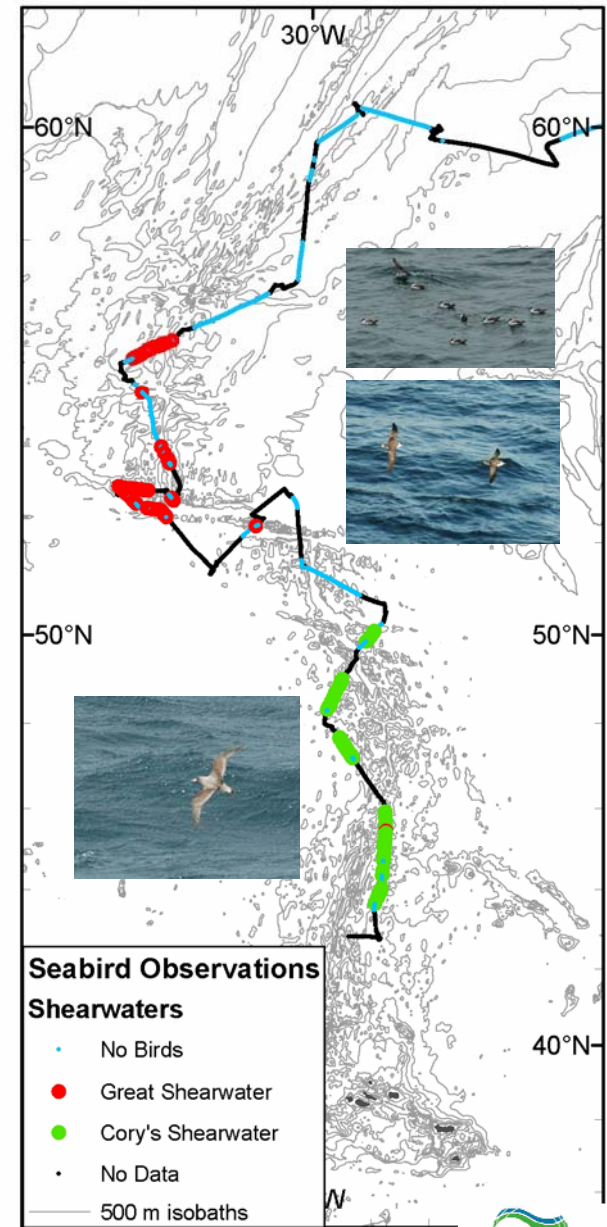 30°W
60°N 60°N
50°N 50°N
40°N
Seabird Observations
Shearwaters
No Birds
Great Shearwater
Cory's Shearwater
No Data
500 m isobaths
W